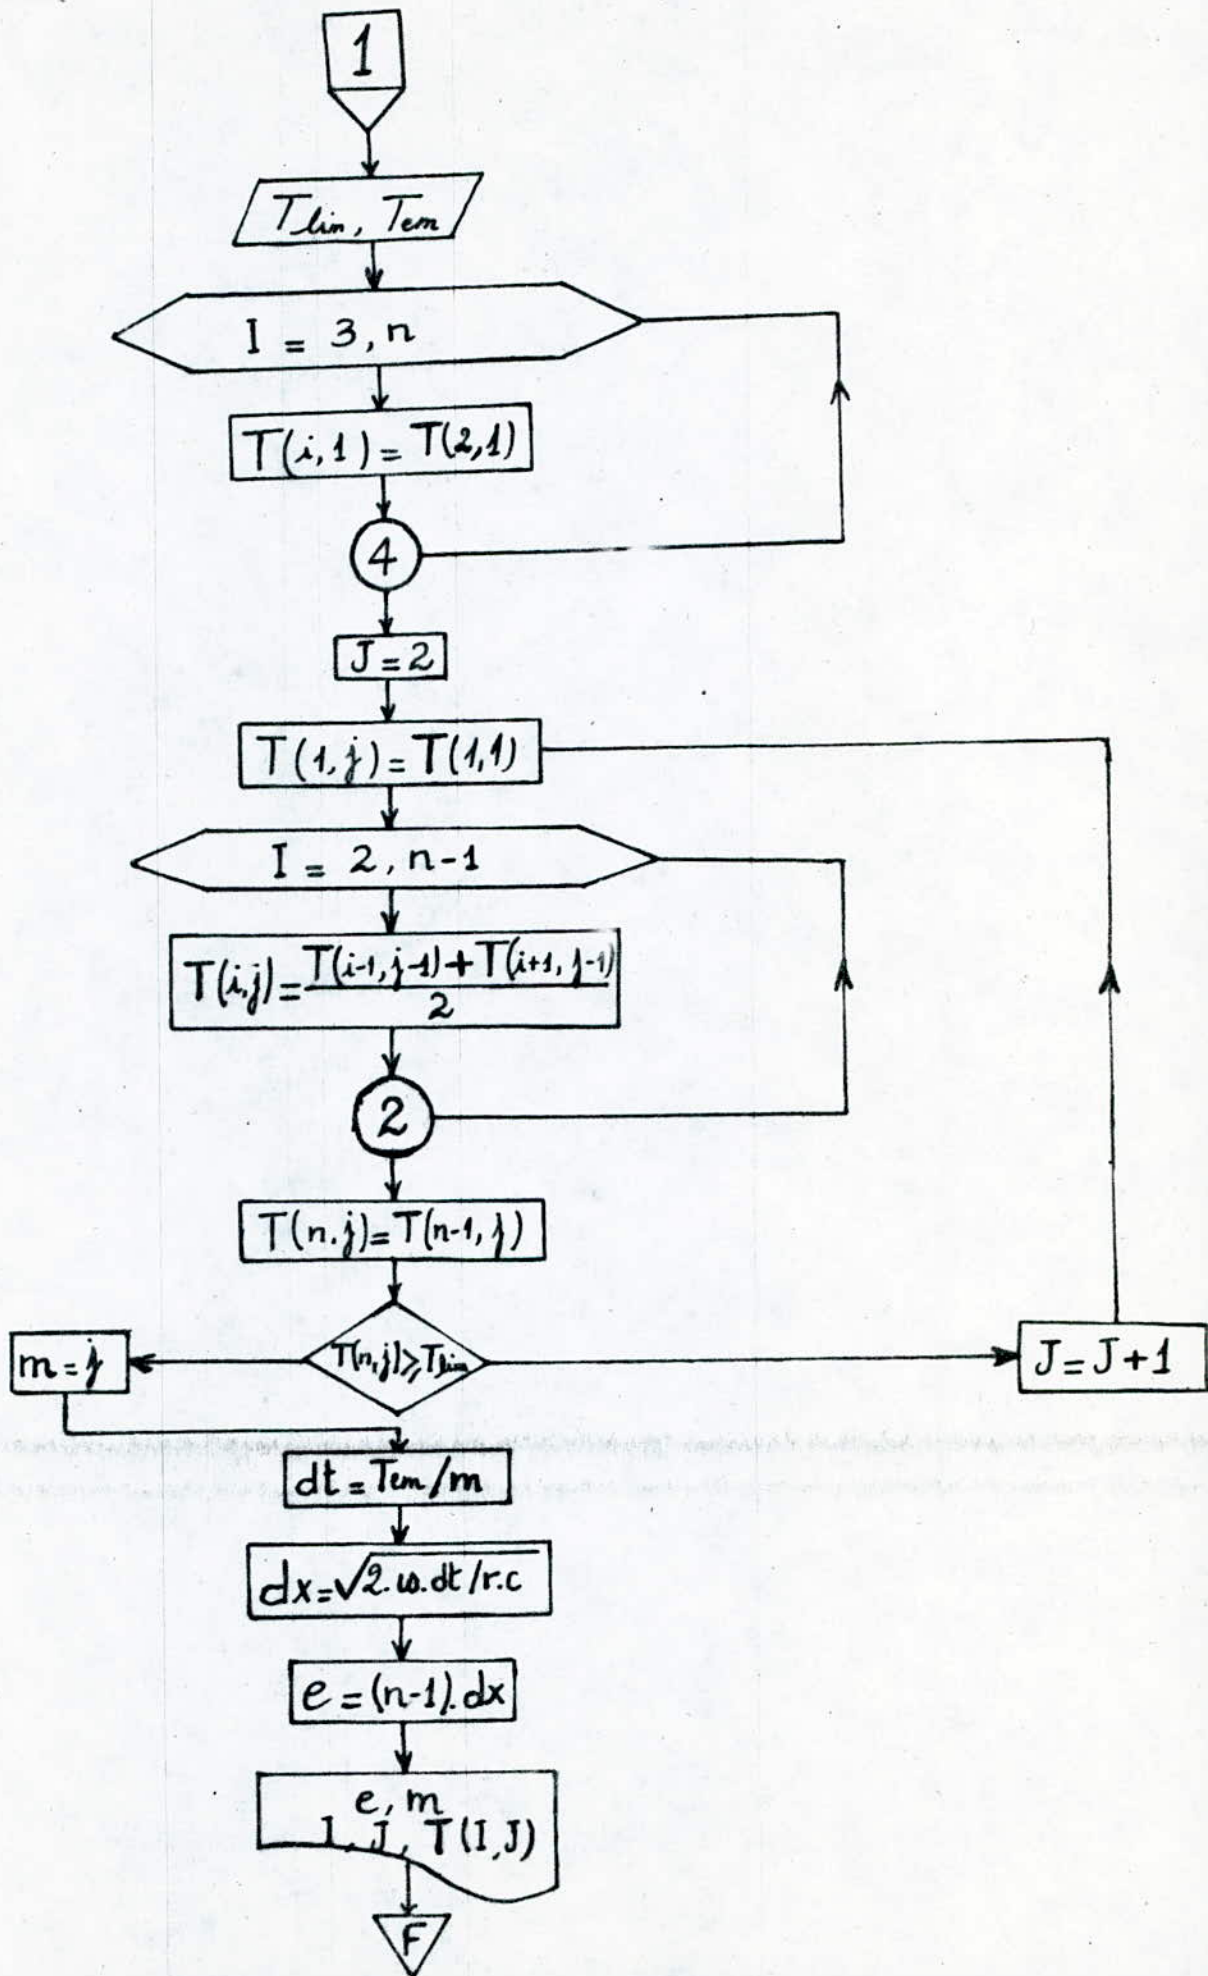 1
T lim, Tem
I = 3, n
T(i,1) = T(2,1)
4
J = 2
T(1,j) = T(1,1)
I = 2, n-1
T(i,j) = T(i-1, j-1) + T(i+1, j-1)
2
2
T(n,j) = T(n-1, j)
m = j
T(n,j) ⩾ Tlim
J = J + 1
dt = Tem/m
dx = √2.w.dt/r.c
e = (n-1).dx
e, m
I, J, T(I,J)
F